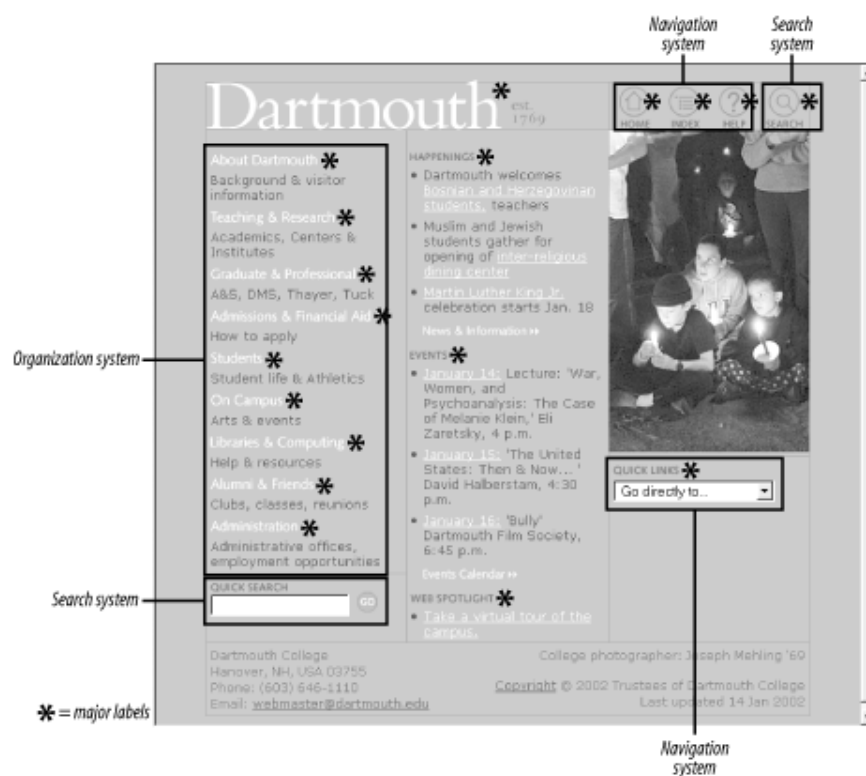 Navigation
system
Search
system
Dartmouth*
est.
1769
*
HOME
*
INDEX
*
HELP
*
SEARCH
About Dartmouth *
Background & visitor
information
Teaching & Research *
Academics, Centers &
Institutes
Graduate & Professional *
A&S, DMS, Thayer, Tuck
Admissions & Financial Aid *
How to apply
Students *
Student life & Athletics
On Campus *
Arts & events
Libraries & Computing *
Help & resources
Alumni & Friends *
Clubs, classes, reunions
Administration *
Administrative offices,
employment opportunities
Organization system
QUICK SEARCH
GO
Search system
HAPPENINGS *
• Dartmouth welcomes
Bosnian and Herzegovinan
students, teachers
• Muslim and Jewish
students gather for
opening of inter-religious
dining center
• Martin Luther King Jr.
celebration starts Jan. 18
News & Information ››
EVENTS *
• January 14: Lecture: 'War,
Women, and
Psychoanalysis: The Case
of Melanie Klein,' Eli
Zaretsky, 4 p.m.
• January 15: 'The United
States: Then & Now... '
David Halberstam, 4:30
p.m.
• January 16: 'Bully'
Dartmouth Film Society,
6:45 p.m.
Events Calendar ››
WEB SPOTLIGHT *
• Take a virtual tour of the
campus.
QUICK LINKS *
Go directly to...
Dartmouth College
Hanover, NH, USA 03755
Phone: (603) 646-1110
Email: webmaster@dartmouth.edu
College photographer: Joseph Mehling '69
Copyright © 2002 Trustees of Dartmouth College
Last updated 14 Jan 2002
* = major labels
Navigation
system